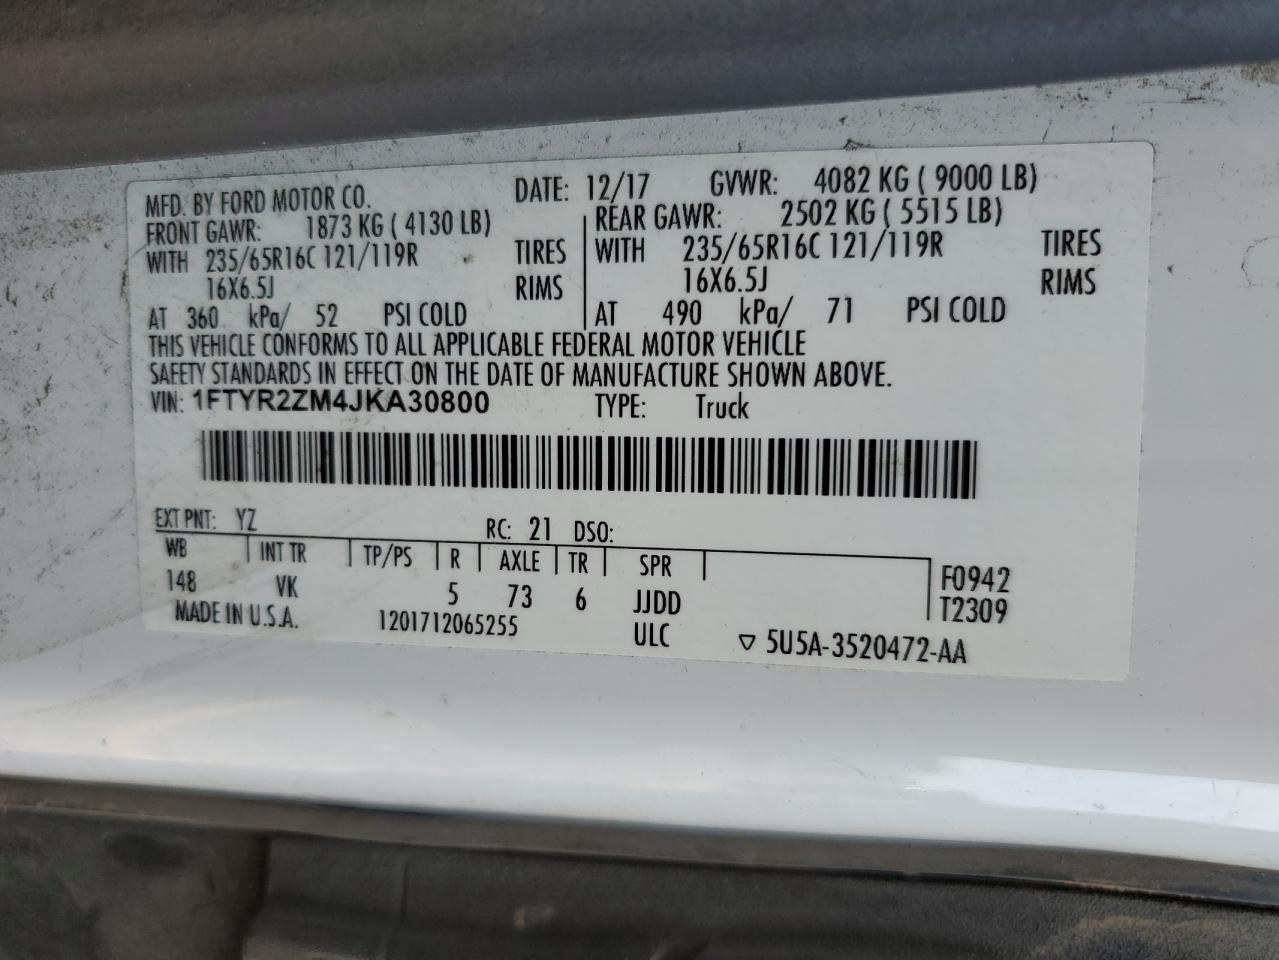 MFD. BY FORD MOTOR CO. DATE: 12/17 GVWR: 4082 KG ( 9000 LB)
FRONT GAWR: 1873 KG ( 4130 LB) REAR GAWR: 2502 KG ( 5515 LB)
WITH 235/65R16C 121/119R TIRES WITH 235/65R16C 121/119R TIRES
16X6.5J RIMS 16X6.5J RIMS
AT 360 kPa/ 52 PSI COLD AT 490 kPa/ 71 PSI COLD
THIS VEHICLE CONFORMS TO ALL APPLICABLE FEDERAL MOTOR VEHICLE
SAFETY STANDARDS IN EFFECT ON THE DATE OF MANUFACTURE SHOWN ABOVE.
VIN: 1FTYR2ZM4JKA30800 TYPE: Truck
EXT PNT: YZ RC: 21 DSO:
WB INT TR TP/PS R AXLE TR SPR F0942
148 VK 5 73 6 JJDD T2309
MADE IN U.S.A. 1201712065255 ULC ▽ 5U5A-3520472-AA